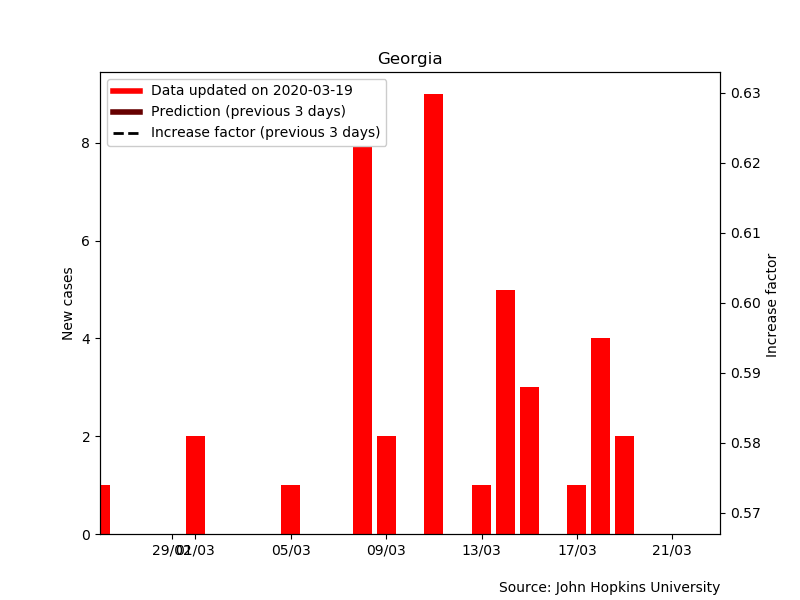 Georgia
Data updated on 2020-03-19
Prediction (previous 3 days)
Increase factor (previous 3 days)
New cases
8
6
4
2
0
0.63
0.62
0.61
0.60
0.59
0.58
0.57
Increase factor
29/02 01/03 05/03 09/03 13/03 17/03 21/03
Source: John Hopkins University